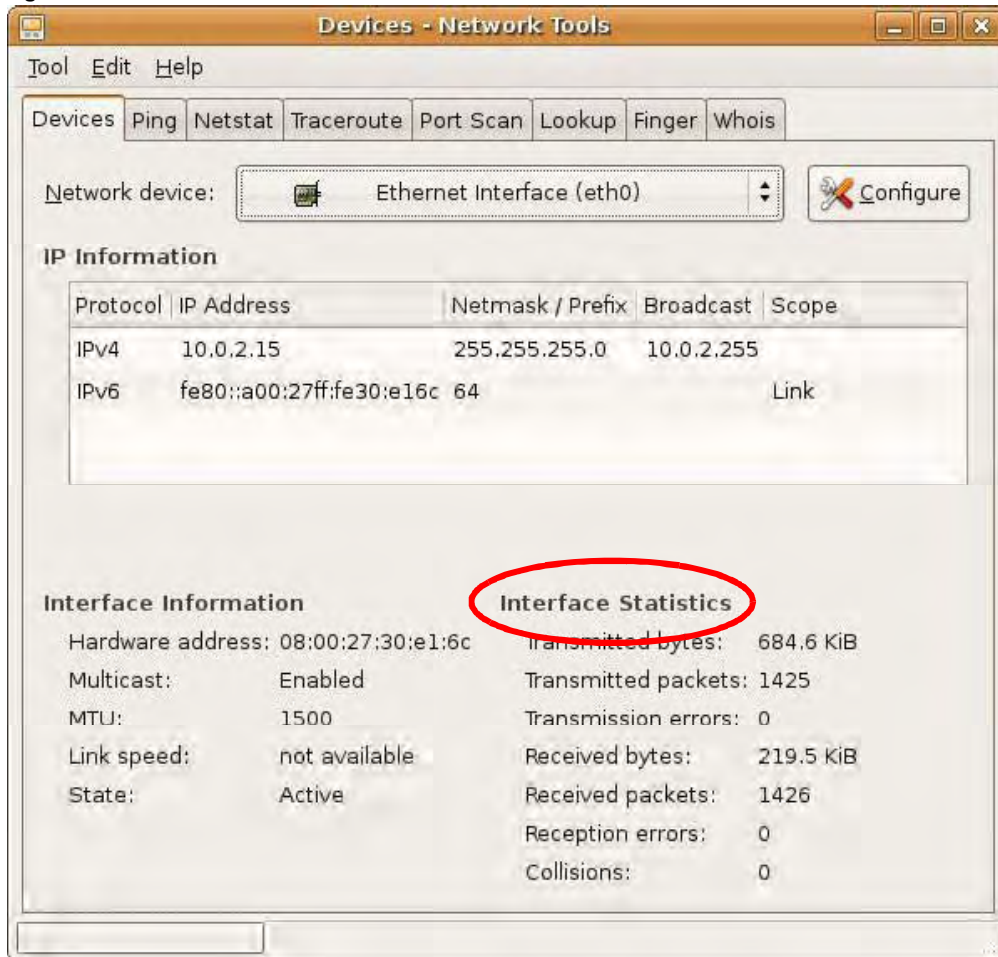 Devices - Network Tools
Tool Edit Help
Devices Ping Netstat Traceroute Port Scan Lookup Finger Whois
Network device: Ethernet Interface (eth0) Configure
IP Information
Protocol IP Address Netmask / Prefix Broadcast Scope
IPv4 10.0.2.15 255.255.255.0 10.0.2.255
IPv6 fe80::a00:27ff:fe30:e16c 64 Link
Interface Information
Hardware address: 08:00:27:30:e1:6c
Multicast: Enabled
MTU: 1500
Link speed: not available
State: Active
Interface Statistics
Transmitted bytes: 684.6 KiB
Transmitted packets: 1425
Transmission errors: 0
Received bytes: 219.5 KiB
Received packets: 1426
Reception errors: 0
Collisions: 0